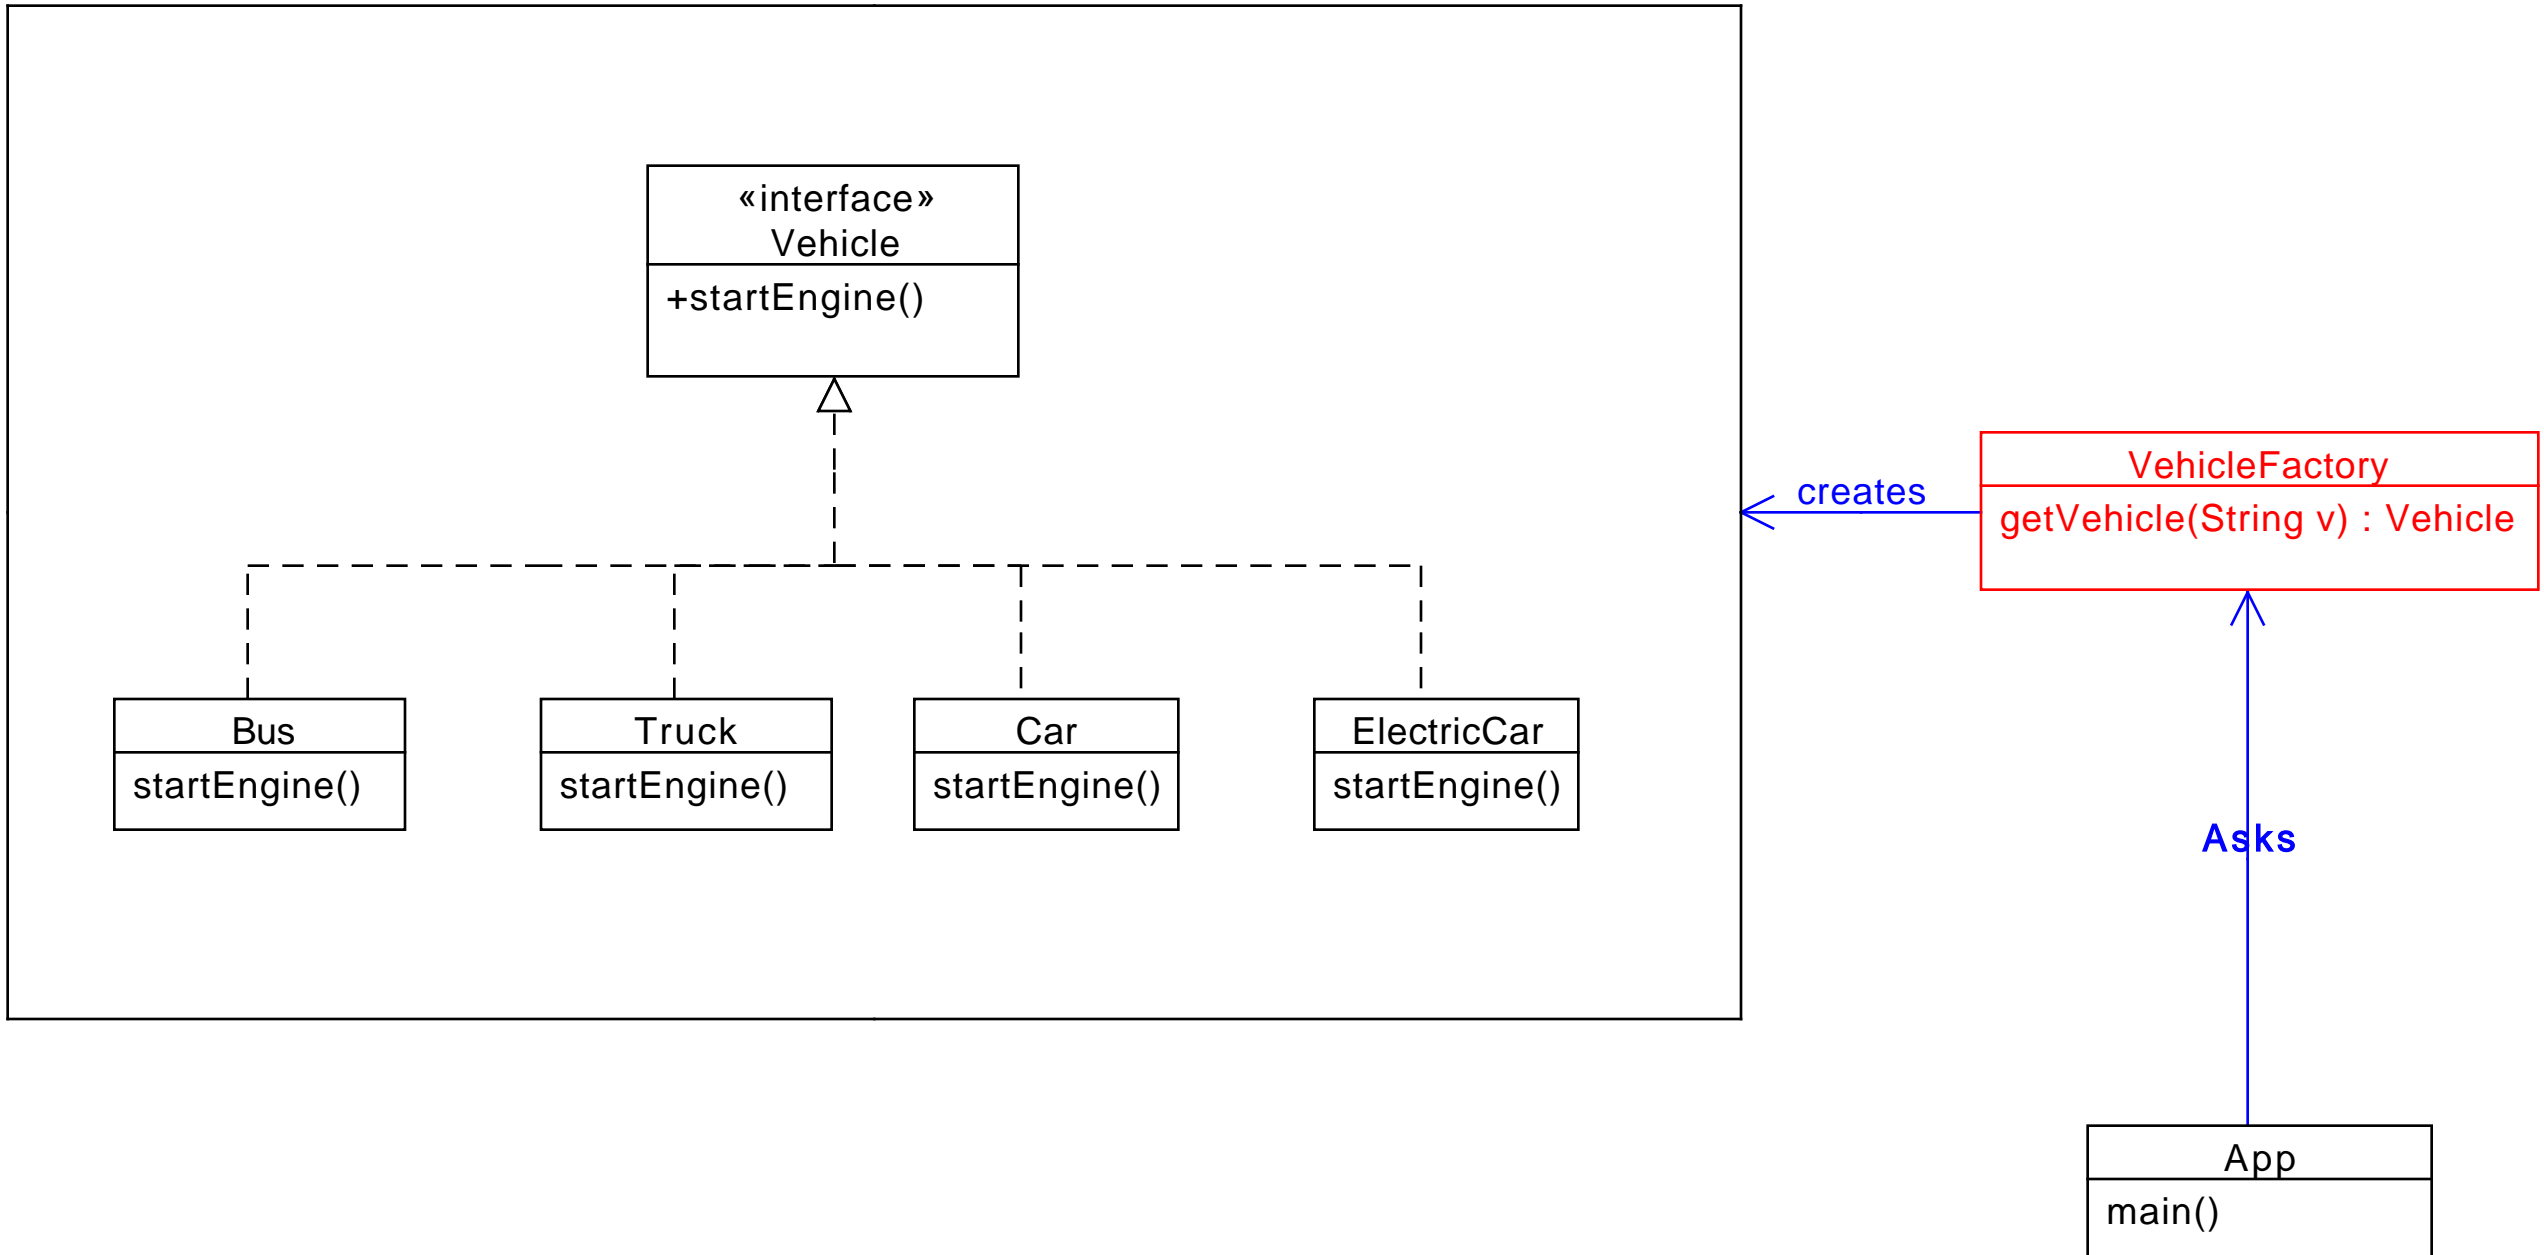 «interface»
Vehicle
+startEngine()
VehicleFactory
creates
getVehicle(String v) : Vehicle
Bus
startEngine()
Truck
startEngine()
Car
startEngine()
ElectricCar
startEngine()
Asks
App
main()